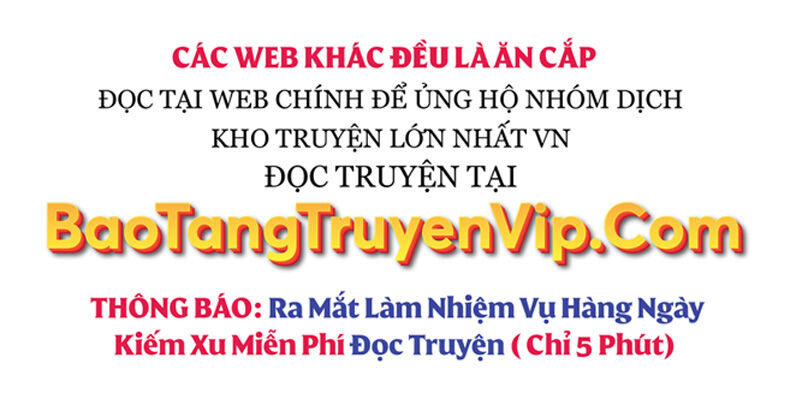 CÁC WEB KHÁC ĐỀU LÀ ĂN CẮP
ĐỌC TẠI WEB CHÍNH ĐỂ ỦNG HỘ NHÓM DỊCH
KHO TRUYỆN LỚN NHẤT VN
ĐỌC TRUYỆN TẠI
BaoTangTruyenVip.Com
THÔNG BÁO: Ra Mắt Làm Nhiệm Vụ Hàng Ngày
Kiếm Xu Miễn Phí Đọc Truyện ( Chỉ 5 Phút)